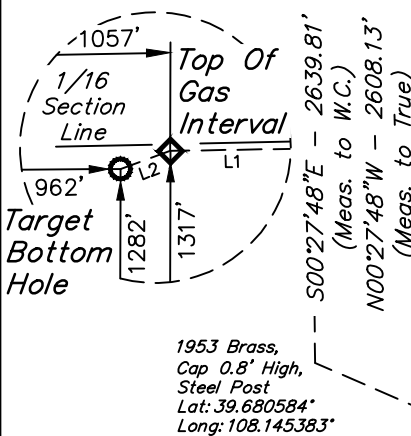 1057'
1/16
Section
Line
Top Of
Gas
Interval
L1
L2
962'
Target
Bottom
Hole
1282'
1317'
S00°27'48"E - 2639.81'
(Meas. to W.C.)
N00°27'48"W - 2608.13'
(Meas. to True)
1953 Brass,
Cap 0.8' High,
Steel Post
Lat: 39.680584°
Long: 108.145383°